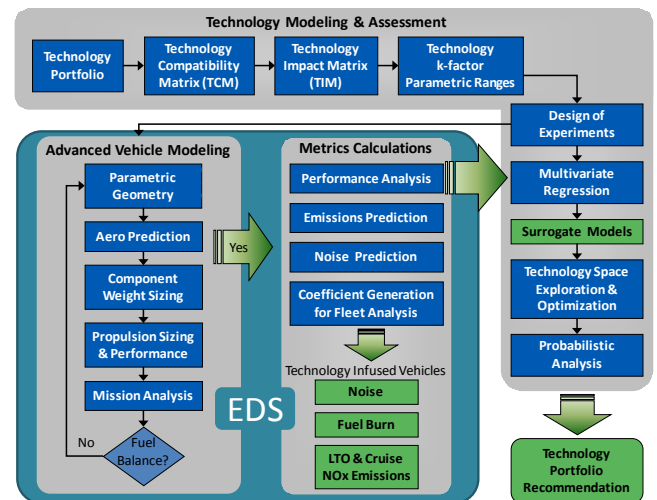 Technology Modeling & Assessment
Technology
Portfolio
Technology
Compatibility
Matrix (TCM)
Technology
Impact Matrix
(TIM)
Technology
k-factor
Parametric Ranges
Design of
Experiments
Multivariate
Regression
Surrogate Models
Technology Space
Exploration &
Optimization
Probabilistic
Analysis
Technology
Portfolio
Recommendation
Advanced Vehicle Modeling
Parametric
Geometry
Aero Prediction
Component
Weight Sizing
Propulsion Sizing
& Performance
Mission Analysis
Fuel
Balance?
No
Yes
EDS
Metrics Calculations
Performance Analysis
Emissions Prediction
Noise Prediction
Coefficient Generation
for Fleet Analysis
Technology Infused Vehicles
Noise
Fuel Burn
LTO & Cruise
NOx Emissions